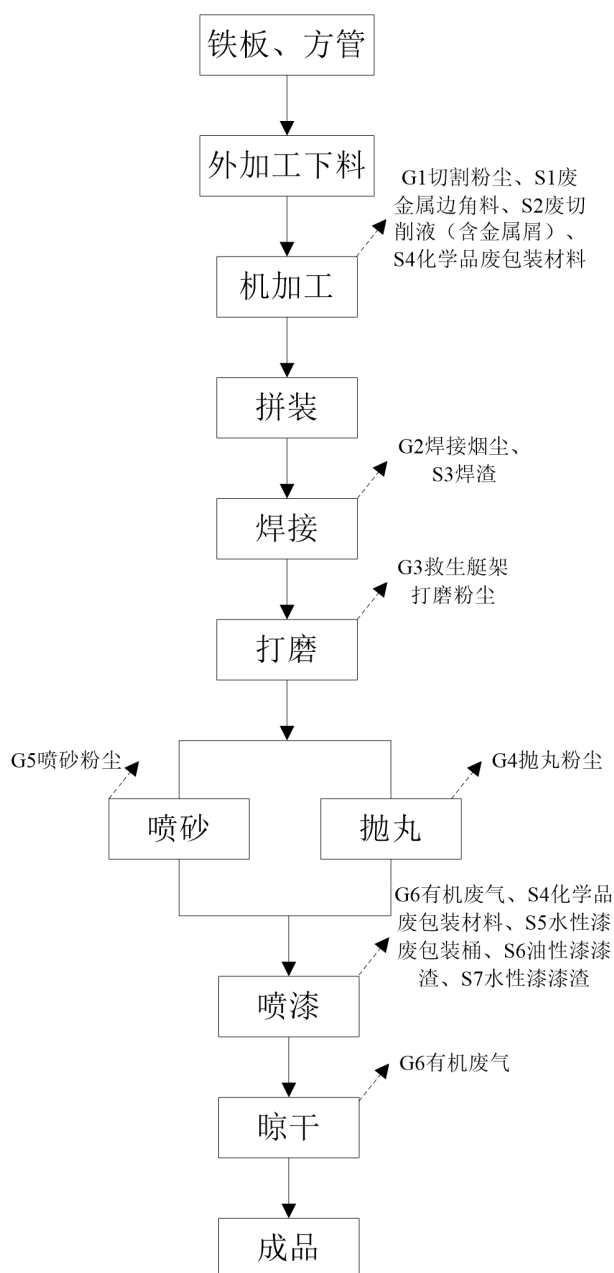 铁板、方管
外加工下料
G1切割粉尘、S1废
金属边角料、S2废切
削液（含金属屑）、
S4化学品废包装材料
机加工
拼装
G2焊接烟尘、
S3焊渣
焊接
G3救生艇架
打磨粉尘
打磨
G5喷砂粉尘
G4抛丸粉尘
喷砂
抛丸
G6有机废气、S4化学品
废包装材料、S5水性漆
废包装桶、S6油性漆漆
渣、S7水性漆漆渣
喷漆
G6有机废气
晾干
成品